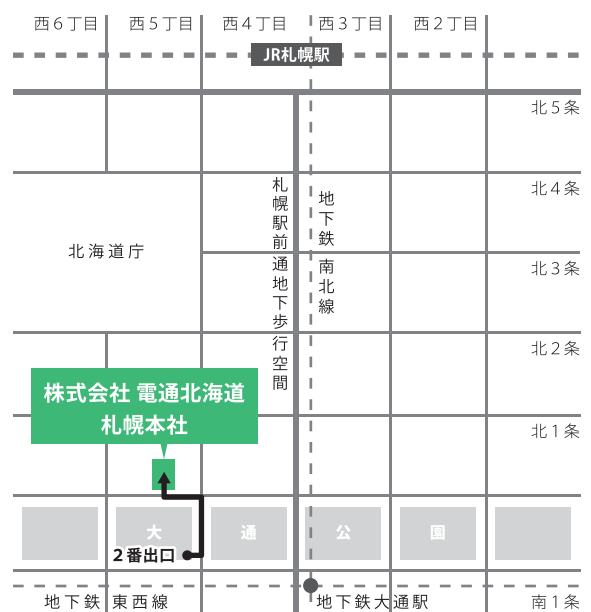 西6丁目
西5丁目
西4丁目
西3丁目
西2丁目
JR札幌駅
北5条
北4条
北3条
北2条
北1条
南1条
北海道庁
札幌駅前通地下歩行空間
地下鉄南北線
株式会社 電通北海道
札幌本社
大通公園
2番出口
地下鉄東西線
地下鉄大通駅